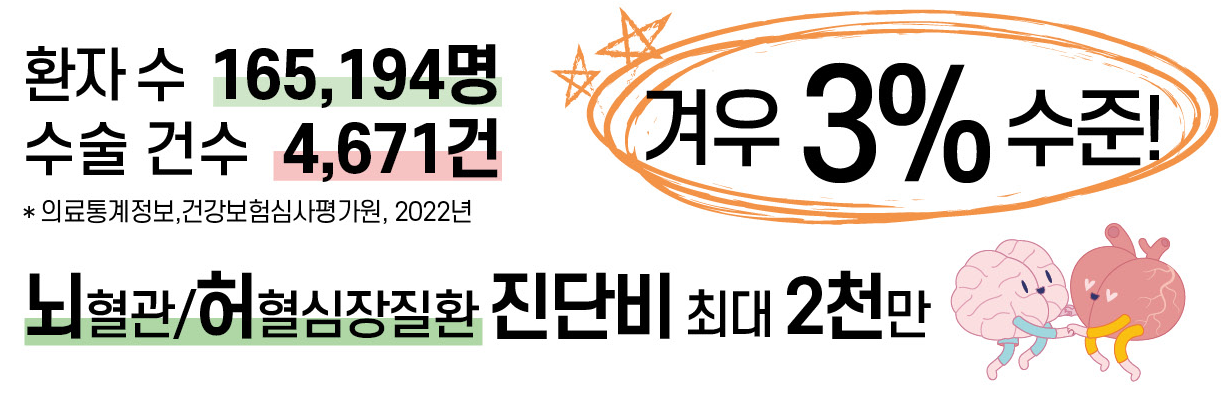 환자 수 165,194명
수술 건수 4,671건
* 의료통계정보,건강보험심사평가원, 2022년
겨우 3% 수준!
뇌혈관/허혈심장질환 진단비 최대 2천만